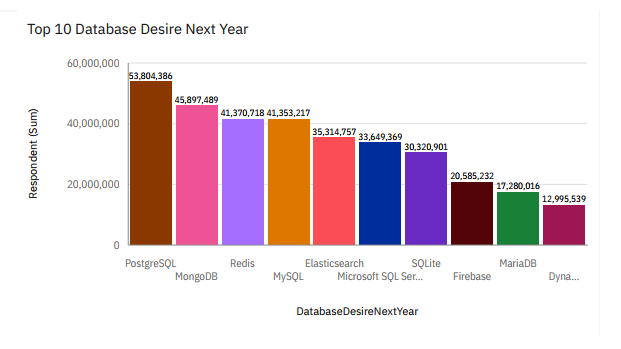 Top 10 Database Desire Next Year
Respondent (Sum)
60,000,000
40,000,000
20,000,000
0
53,804,386
45,897,489
41,370,718
41,353,217
35,314,757
33,649,369
30,320,901
20,585,232
17,280,016
12,995,539
PostgreSQL
MongoDB
Redis
MySQL
Elasticsearch
Microsoft SQL Ser...
SQLite
Firebase
MariaDB
Dyna...
DatabaseDesireNextYear